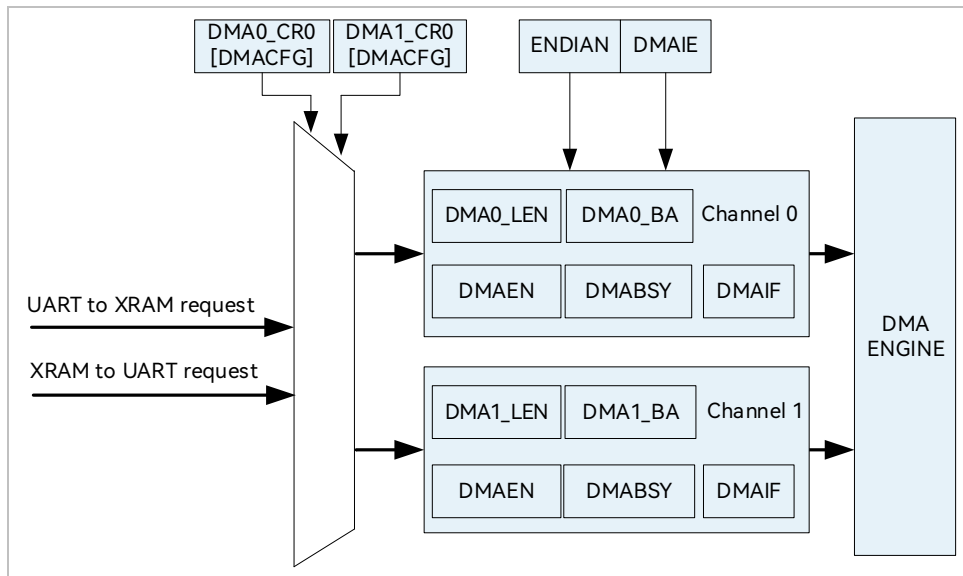 DMA0_CR0
[DMACFG]
DMA1_CR0
[DMACFG]
ENDIAN
DMAIE
DMA0_LEN
DMA0_BA
Channel 0
DMAEN
DMABSY
DMAIF
UART to XRAM request
XRAM to UART request
DMA
ENGINE
DMA1_LEN
DMA1_BA
Channel 1
DMAEN
DMABSY
DMAIF